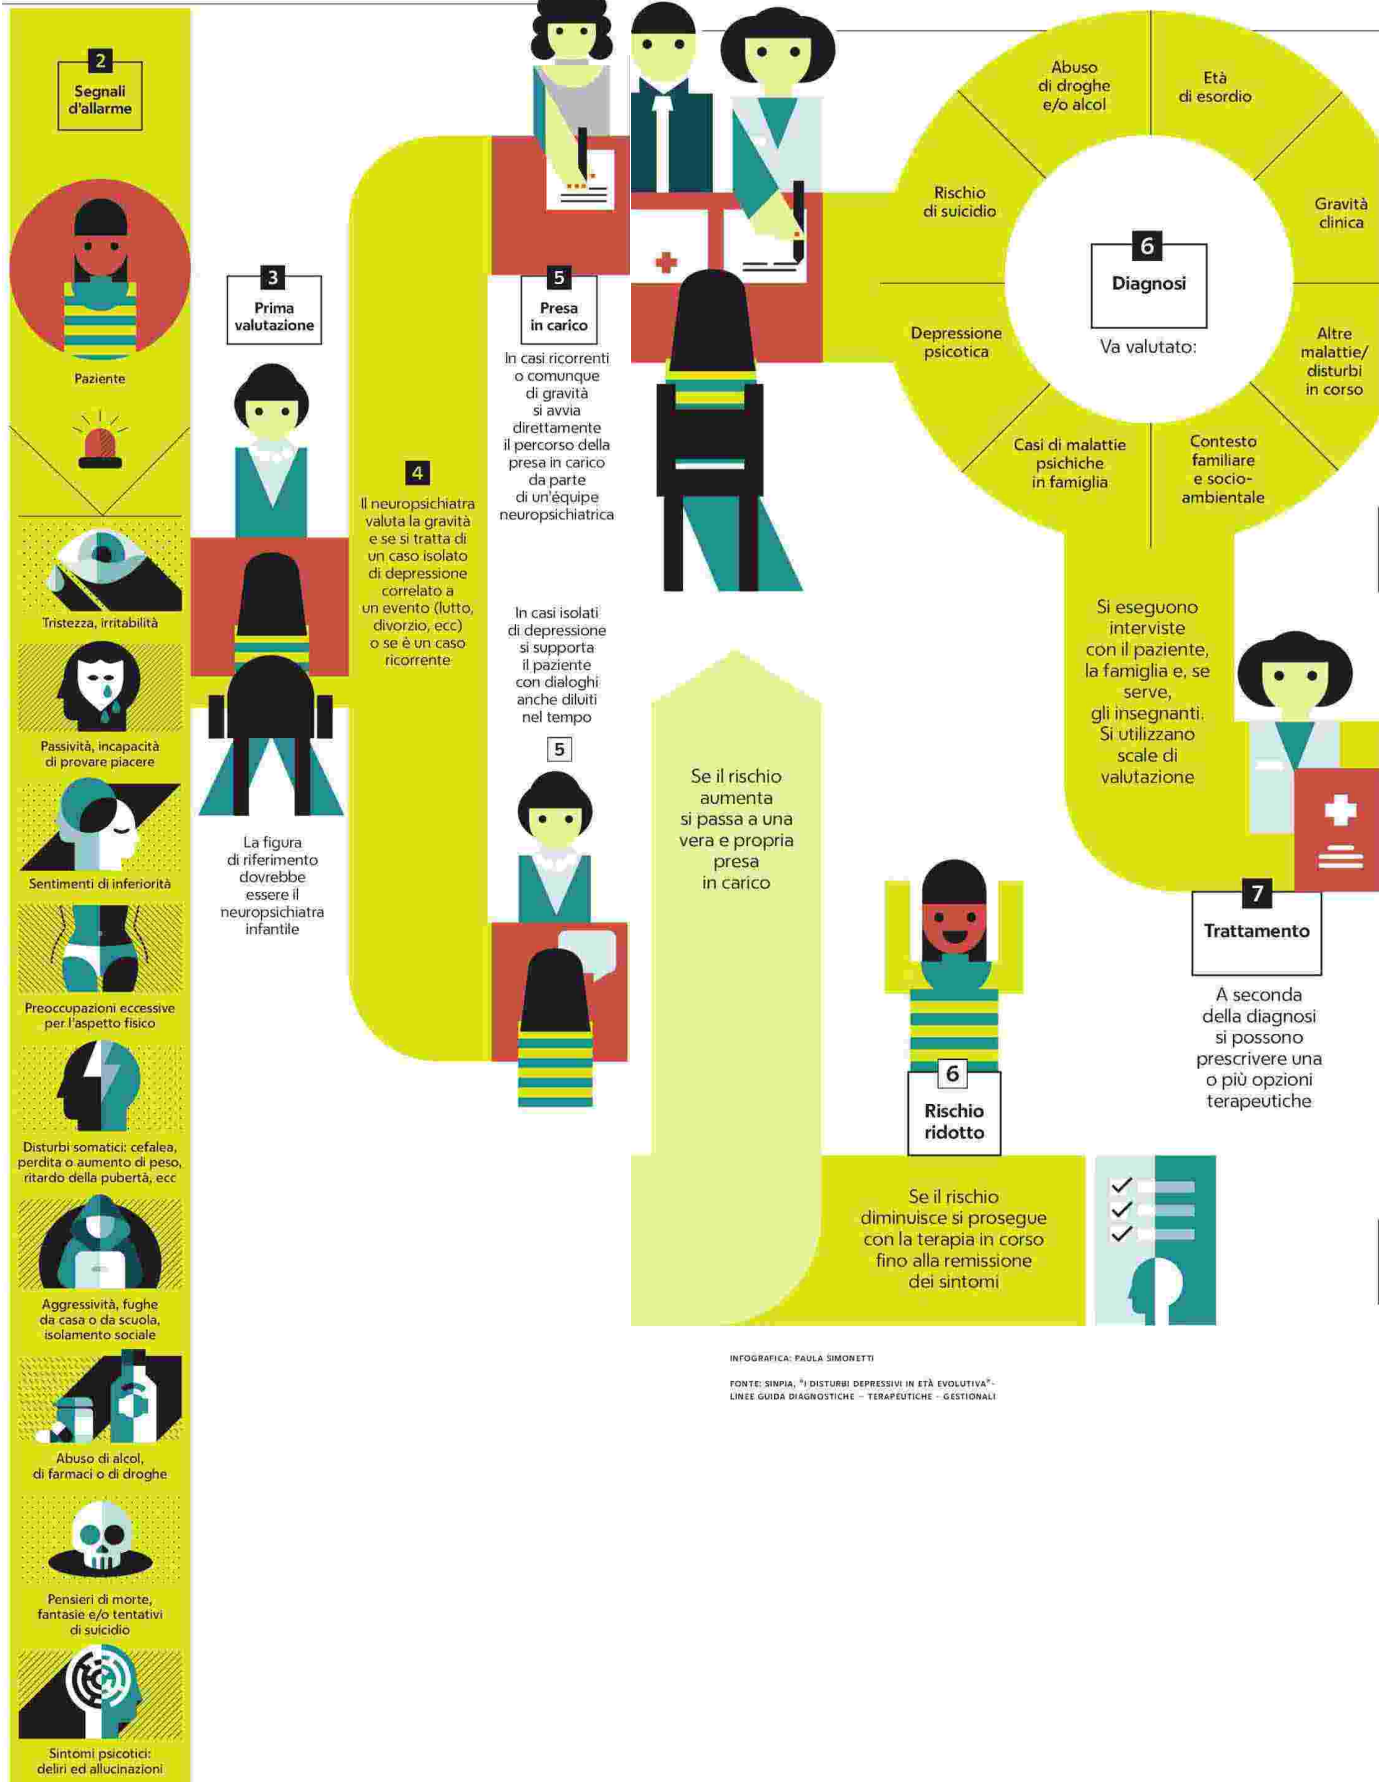 2
Segnali
d'allarme
Paziente
Tristezza, irritabilità
Passività, incapacità
di provare piacere
Sentimenti di inferiorità
Preoccupazioni eccessive
per l'aspetto fisico
Disturbi somatici: cefalea,
perdita o aumento di peso,
ritardo della pubertà, ecc
Aggressività, fughe
da casa o da scuola,
isolamento sociale
Abuso di alcol,
di farmaci o di droghe
Pensieri di morte,
fantasie e/o tentativi
di suicidio
Sintomi psicotici:
deliri ed allucinazioni
3
Prima
valutazione
La figura
di riferimento
dovrebbe
essere il
neuropsichiatra
infantile
4
Il neuropsichiatra
valuta la gravità
e se si tratta di
un caso isolato
di depressione
correlato a
un evento (lutto,
divorzio, ecc)
o se è un caso
ricorrente
5
Presa
in carico
In casi ricorrenti
o comunque
di gravità
si avvia
direttamente
il percorso della
presa in carico
da parte
di un'équipe
neuropsichiatrica
In casi isolati
di depressione
si supporta
il paziente
con dialoghi
anche diluiti
nel tempo
5
Se il rischio
aumenta
si passa a una
vera e propria
presa
in carico
6
Diagnosi
Va valutato:
Età
di esordio
Gravità
clinica
Altre
malattie/
disturbi
in corso
Contesto
familiare
e socio-
ambientale
Casi di malattie
psichiche
in famiglia
Depressione
psicotica
Rischio
di suicidio
Abuso
di droghe
e/o alcol
Si eseguono
interviste
con il paziente,
la famiglia e, se
serve,
gli insegnanti.
Si utilizzano
scale di
valutazione
7
Trattamento
A seconda
della diagnosi
si possono
prescrivere una
o più opzioni
terapeutiche
6
Rischio
ridotto
Se il rischio
diminuisce si prosegue
con la terapia in corso
fino alla remissione
dei sintomi
INFOGRAFICA: PAULA SIMONETTI
FONTE: SINPIA, "I DISTURBI DEPRESSIVI IN ETÀ EVOLUTIVA"-
LINEE GUIDA DIAGNOSTICHE – TERAPEUTICHE - GESTIONALI